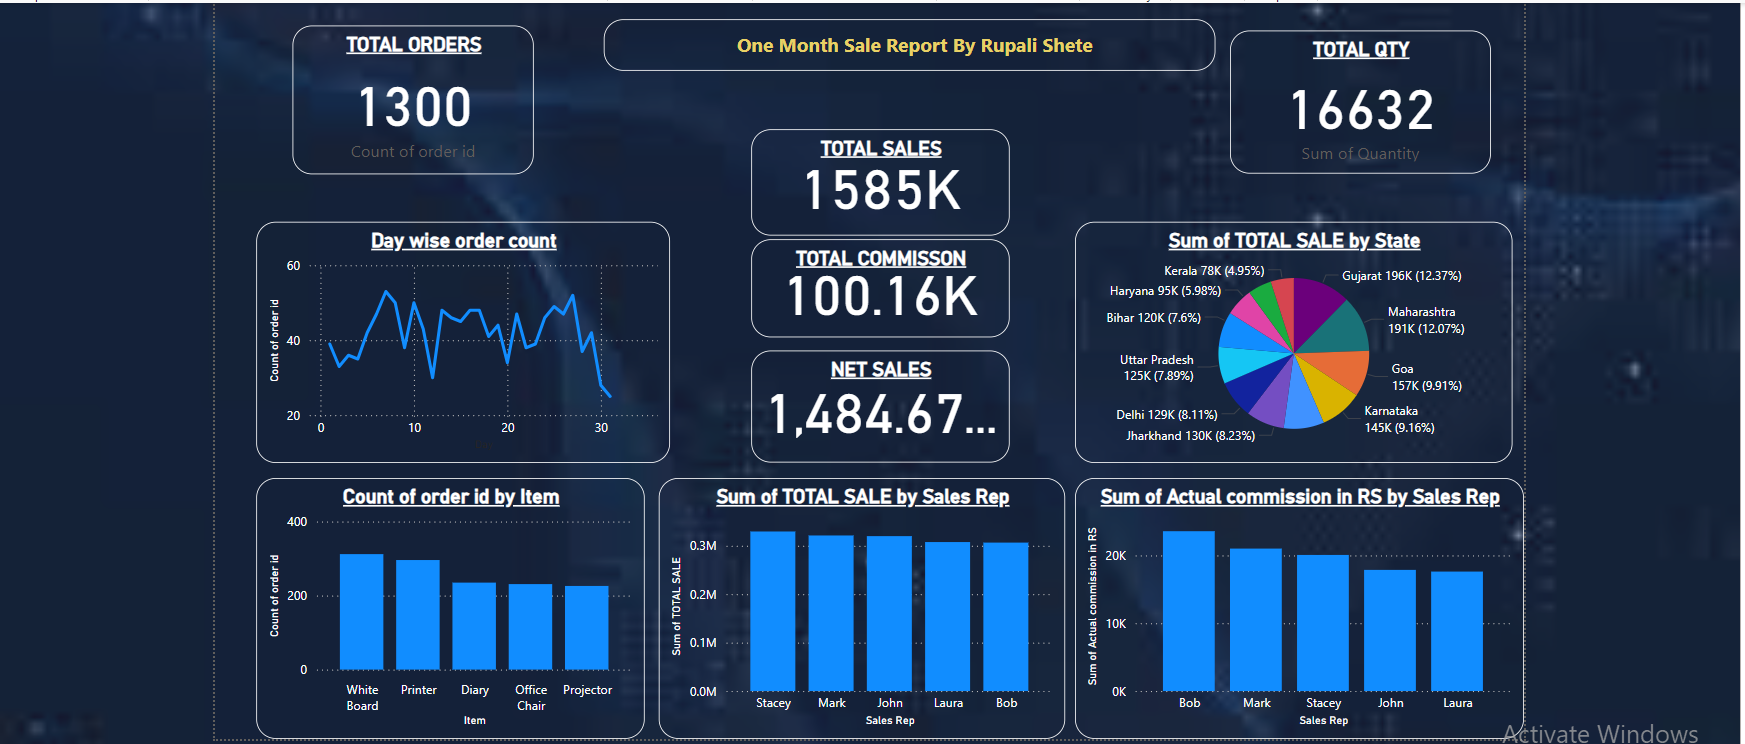 One Month Sale Report By Rupali Shete
TOTAL ORDERS
1300
Count of order id
TOTAL QTY
16632
Sum of Quantity
TOTAL SALES
1585K
TOTAL COMMISSON
100.16K
NET SALES
1,484.67...
Day wise order count
Count of order id
60
40
20
0 10 20 30
Sum of TOTAL SALE by State
Kerala 78K (4.95%)
Haryana 95K (5.98%)
Bihar 120K (7.6%)
Uttar Pradesh
125K (7.89%)
Delhi 129K (8.11%)
Jharkhand 130K (8.23%)
Gujarat 196K (12.37%)
Maharashtra
191K (12.07%)
Goa
157K (9.91%)
Karnataka
145K (9.16%)
Count of order id by Item
Count of order id
400
200
0
White
Board
Printer
Diary
Office
Chair
Projector
Item
Sum of TOTAL SALE by Sales Rep
Sum of TOTAL SALE
0.3M
0.2M
0.1M
0.0M
Stacey Mark John Laura Bob
Sales Rep
Sum of Actual commission in RS by Sales Rep
Sum of Actual commission in RS
20K
10K
0K
Bob Mark Stacey John Laura
Sales Rep
Activate Windows